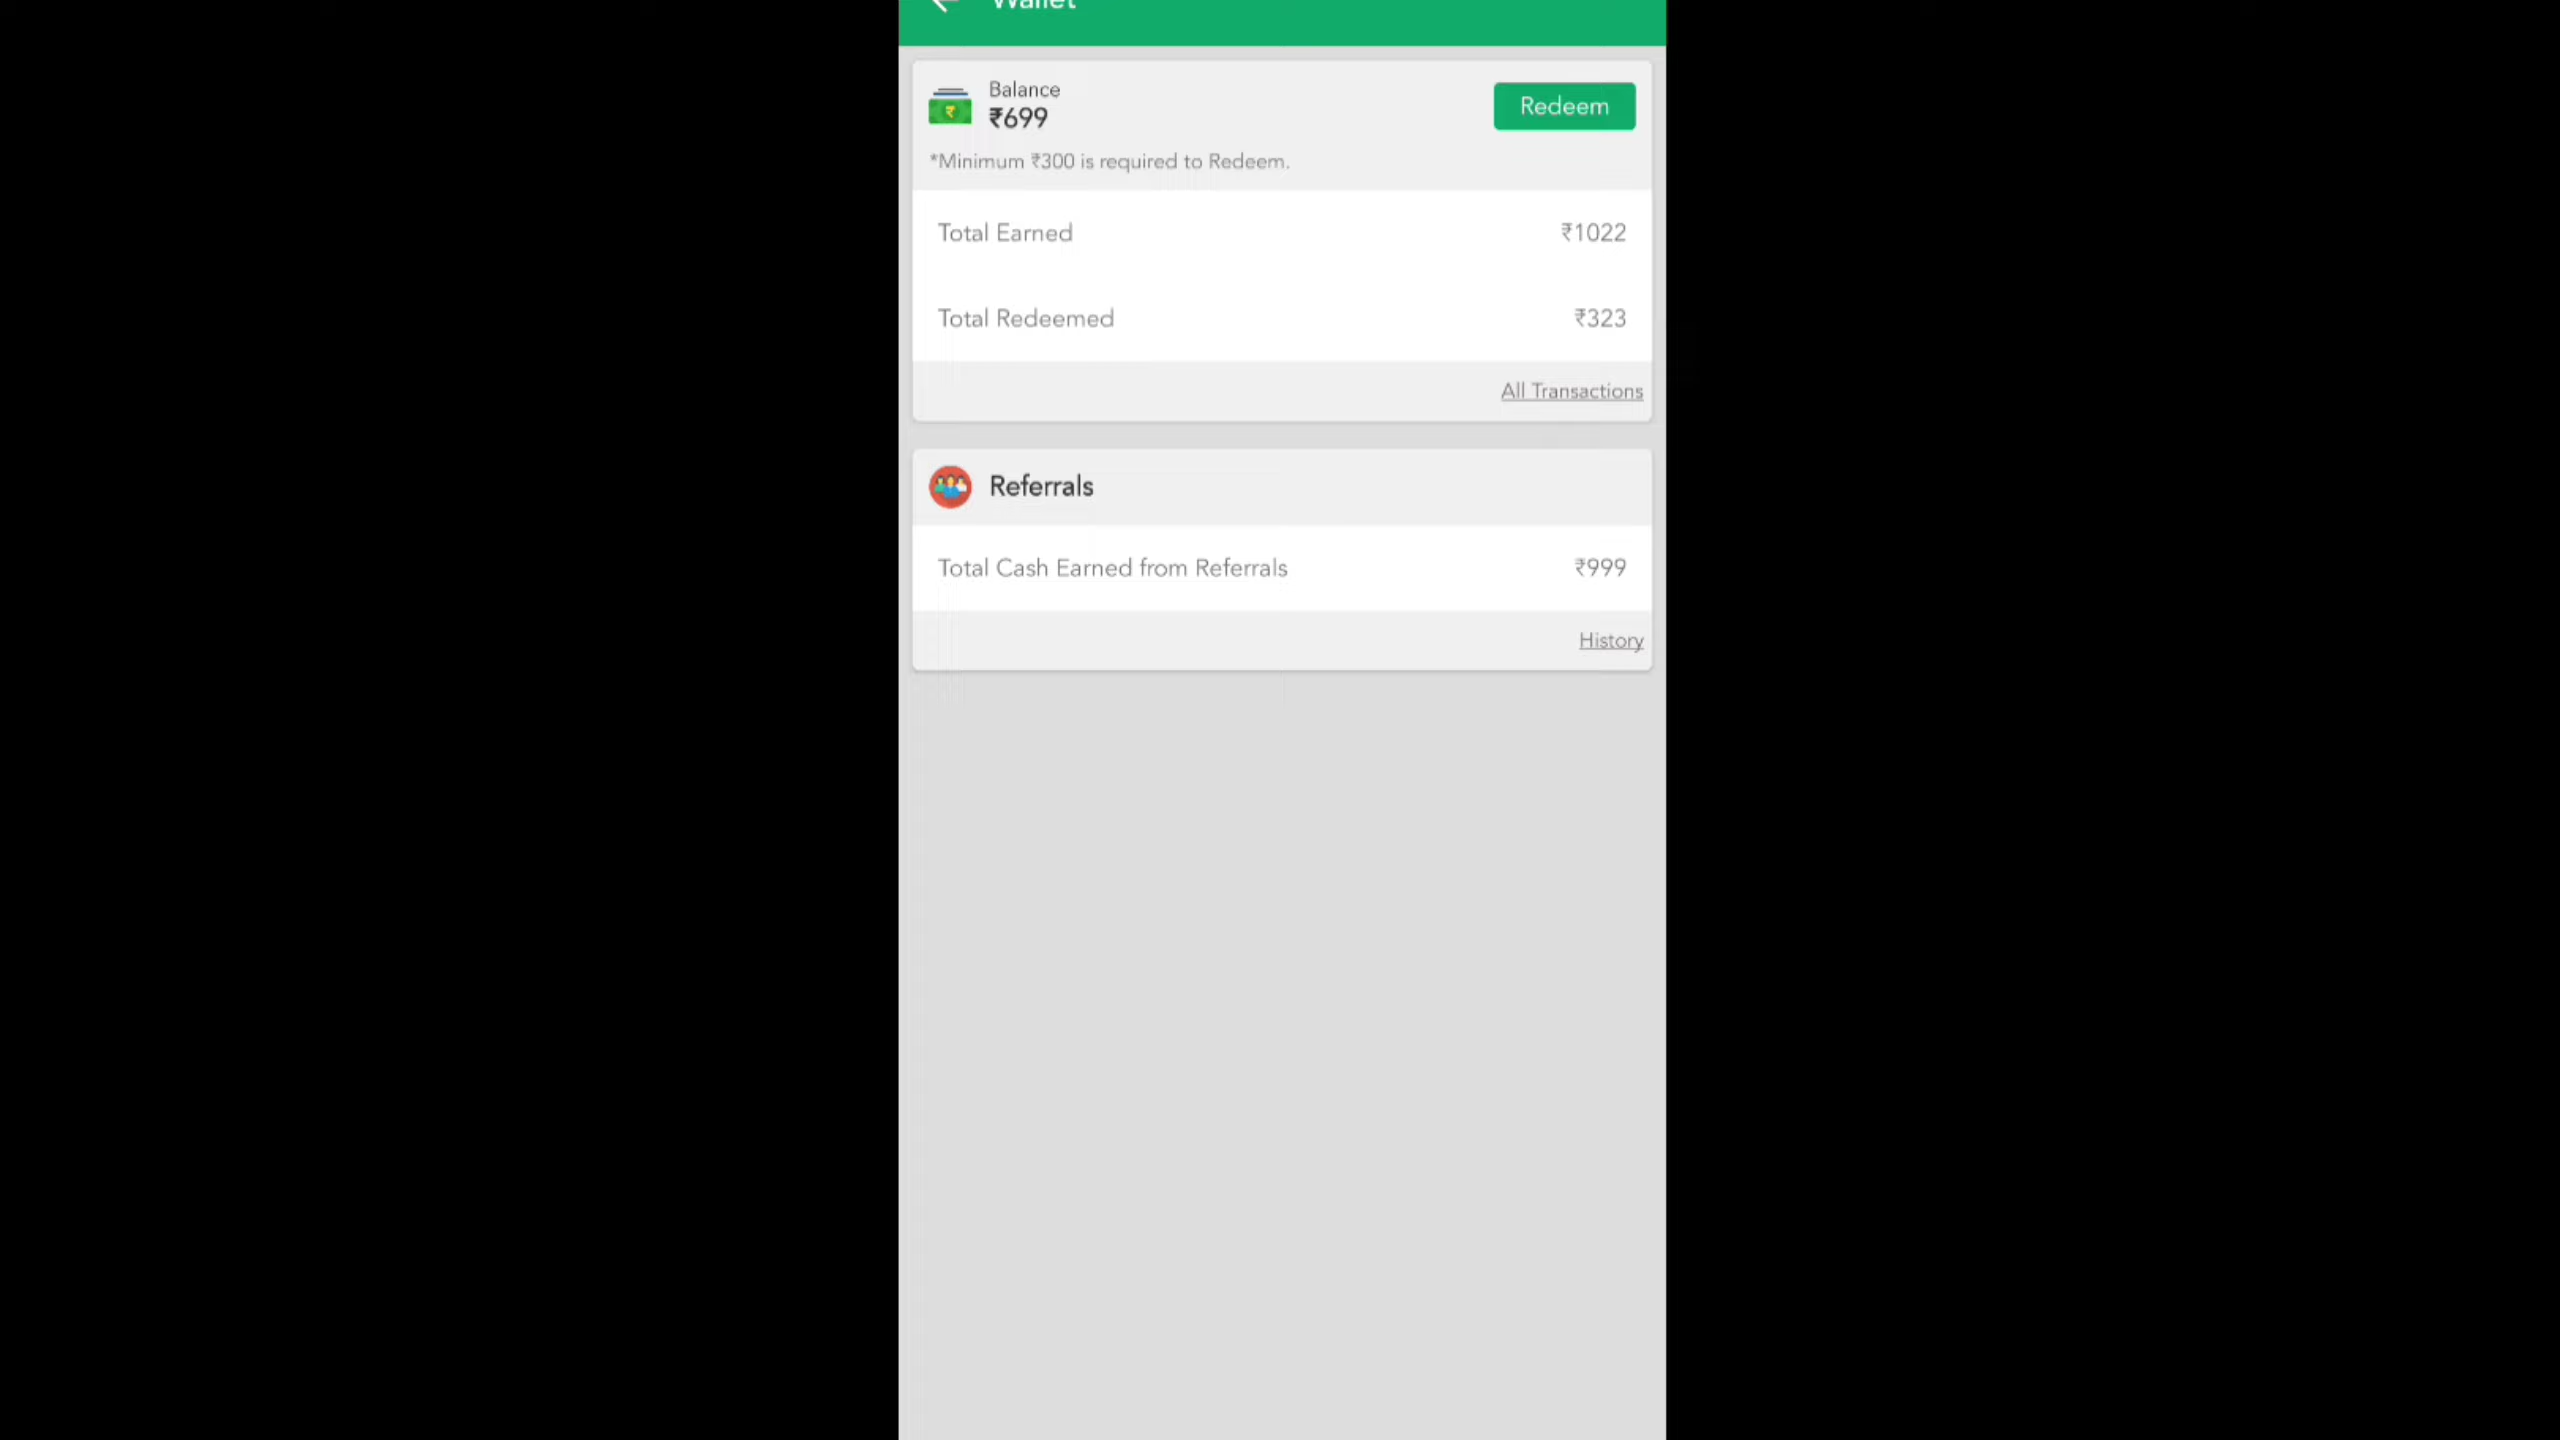 Wallet
Balance
₹699
Redeem
*Minimum ₹300 is required to Redeem.
Total Earned ₹1022
Total Redeemed ₹323
All Transactions
Referrals
Total Cash Earned from Referrals ₹999
History